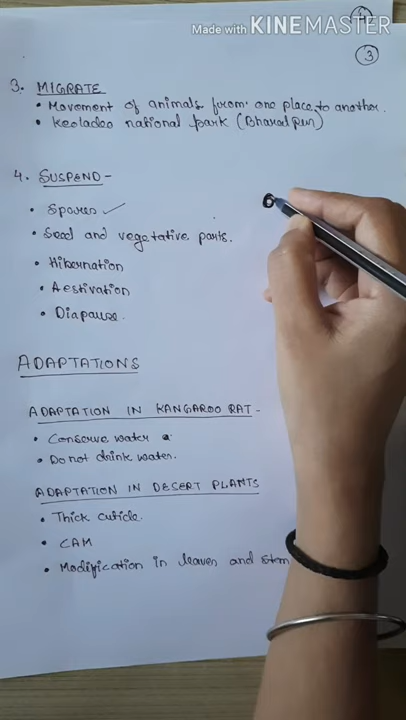 Made with KINEMASTER
3
3. MIGRATE
• Movement of animals from one place to another.
• Keoladeo national park (Bharatpur)
4. SUSPEND -
• Spores ✓
• Seed and vegetative parts.
• Hibernation
• Aestivation
• Diapause.
ADAPTATIONS
ADAPTATION IN KANGAROO RAT -
• Conserve water
• Do not drink water.
ADAPTATION IN DESERT PLANTS
• Thick cuticle.
• CAM
• Modification in leaves and stem